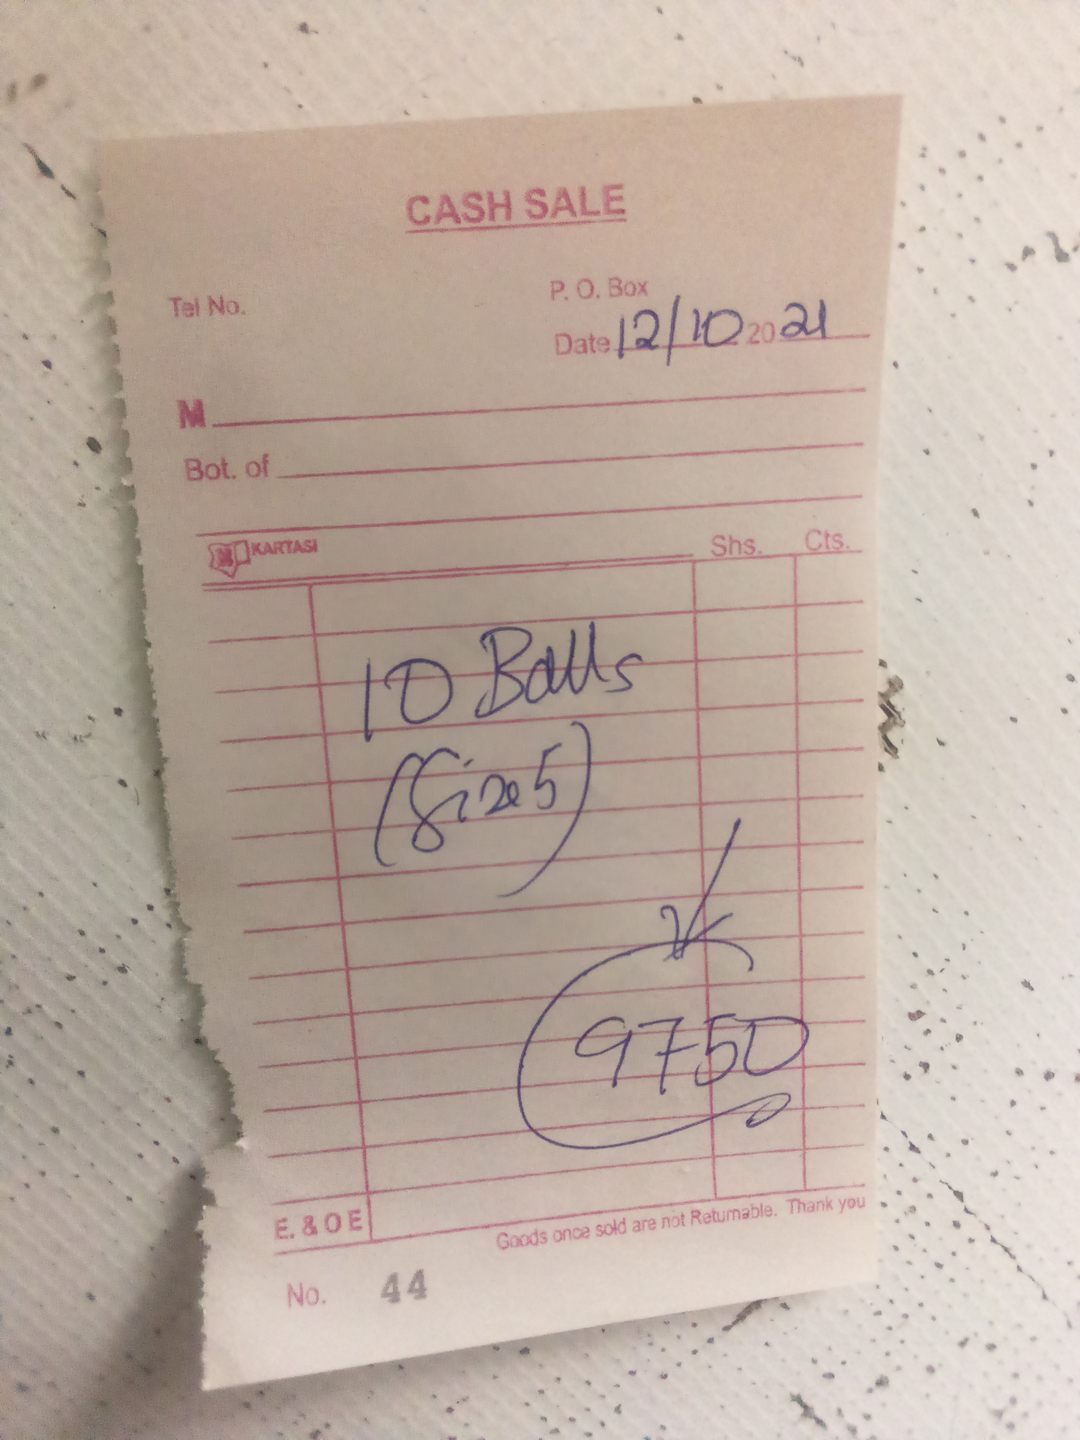 CASH SALE
Tel No.
P. O. Box
Date 12/10 2021
M
Bot. of
KARTASI
Shs. Cts.
10 Balls
(Size 5)
9750
E. & O E
Goods once sold are not Returnable. Thank you
No. 44